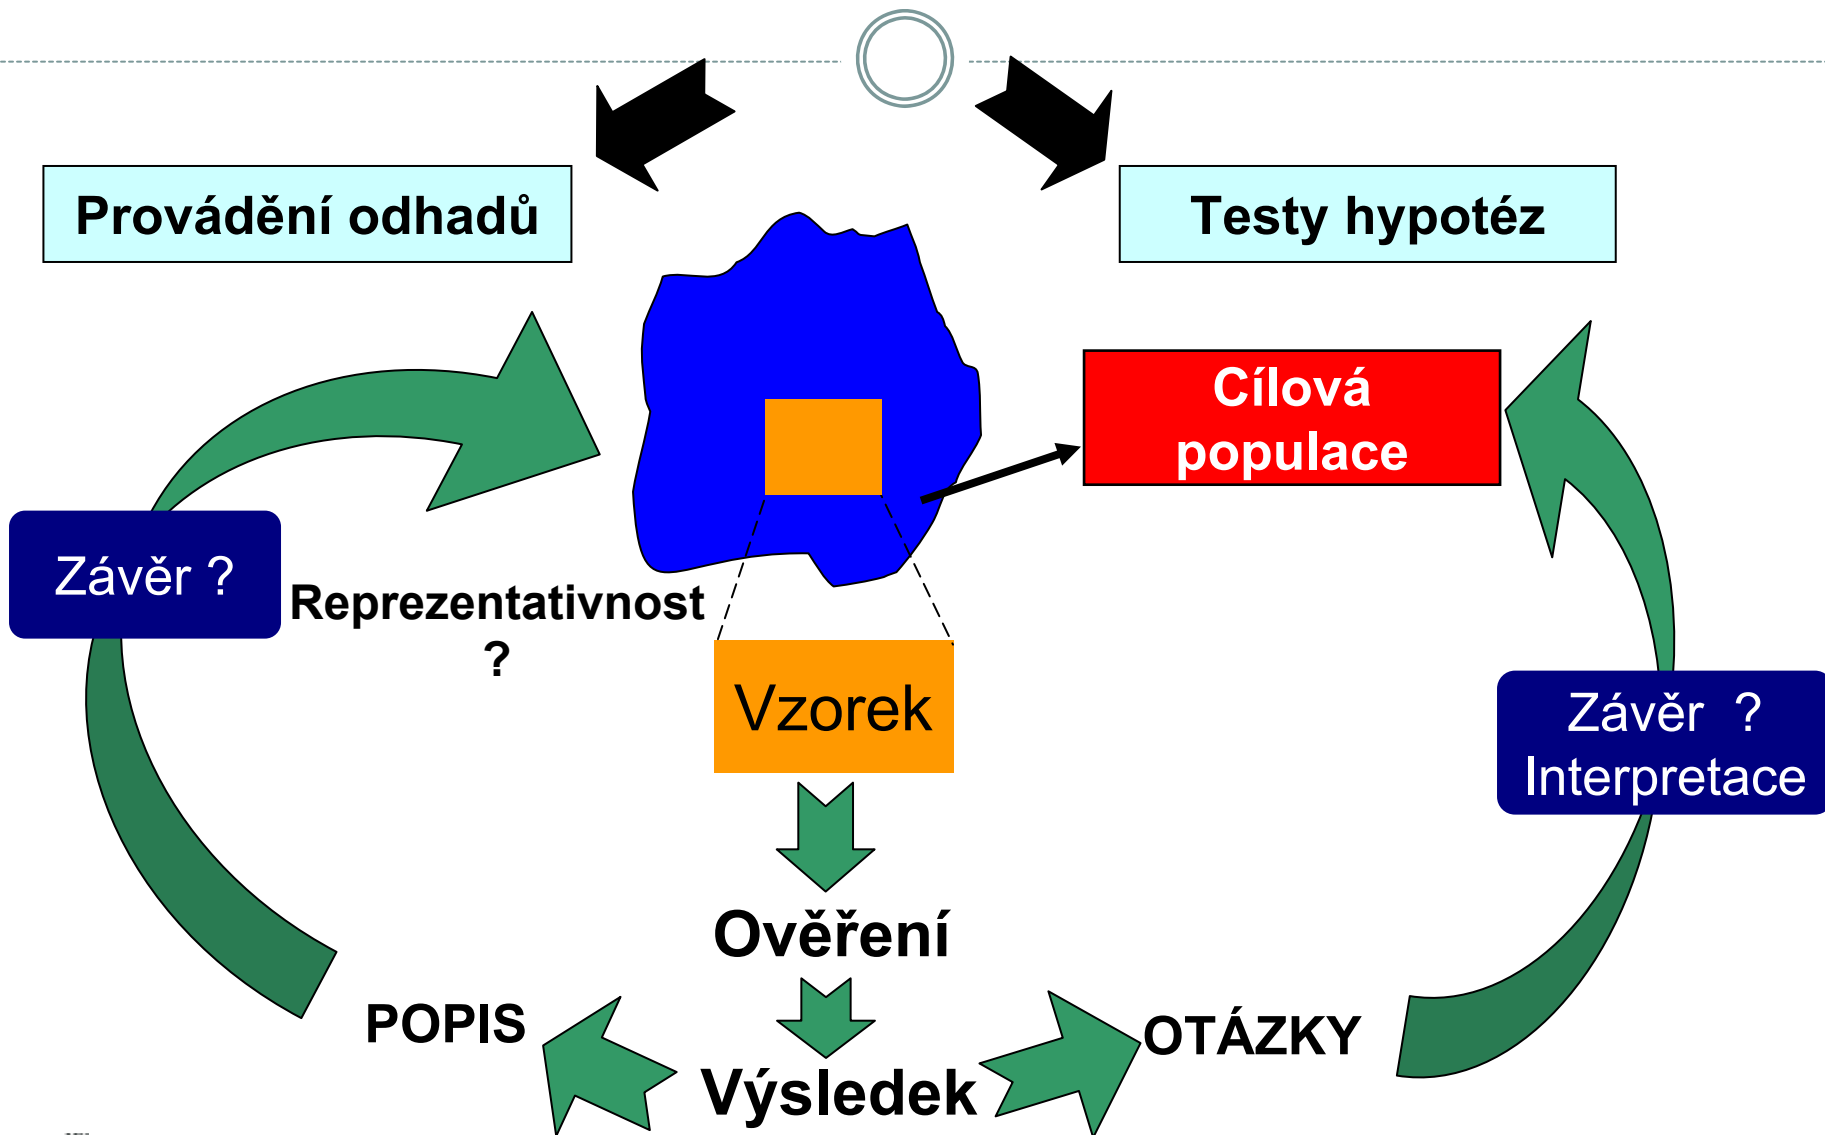 Provádění odhadů
Testy hypotéz
Cílová
populace
Závěr ?
Reprezentativnost
?
Vzorek
Závěr ?
Interpretace
Ověření
POPIS
OTÁZKY
Výsledek